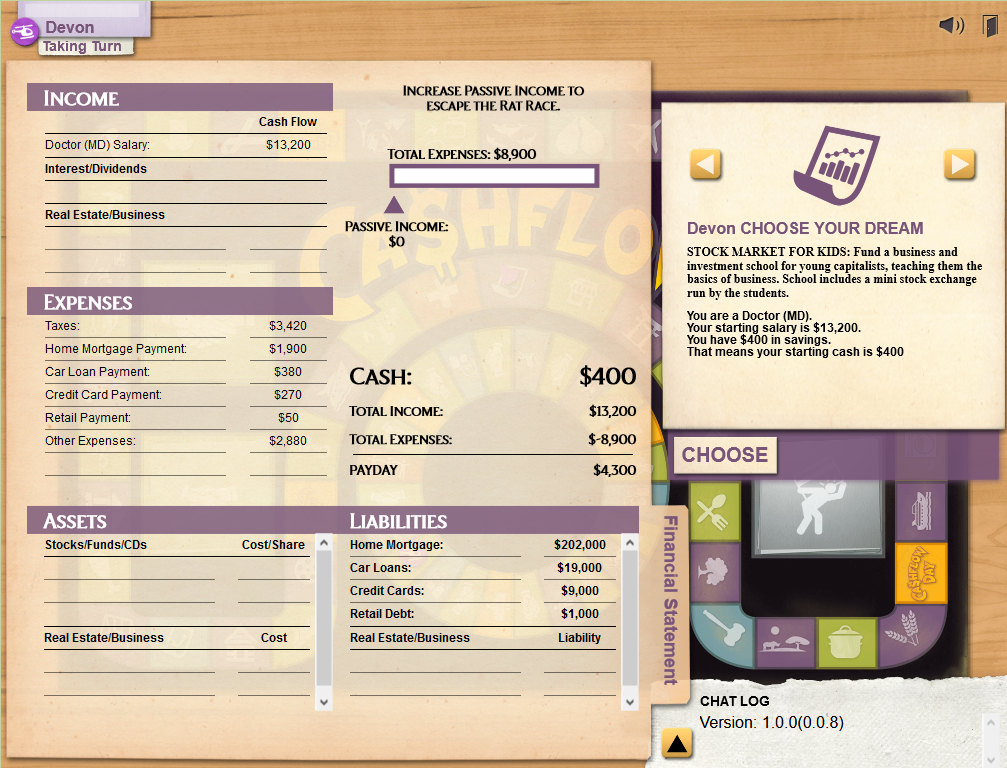 Devon
Taking Turn
INCOME
Cash Flow
Doctor (MD) Salary: $13,200
Interest/Dividends
Real Estate/Business
EXPENSES
Taxes: $3,420
Home Mortgage Payment: $1,900
Car Loan Payment: $380
Credit Card Payment: $270
Retail Payment: $50
Other Expenses: $2,880
INCREASE PASSIVE INCOME TO
ESCAPE THE RAT RACE.
TOTAL EXPENSES: $8,900
PASSIVE INCOME:
$0
CASHFLO
CASH: $400
TOTAL INCOME: $13,200
TOTAL EXPENSES: $-8,900
PAYDAY $4,300
ASSETS
Stocks/Funds/CDs Cost/Share
Real Estate/Business Cost
LIABILITIES
Home Mortgage: $202,000
Car Loans: $19,000
Credit Cards: $9,000
Retail Debt: $1,000
Real Estate/Business Liability
Financial Statement
Devon CHOOSE YOUR DREAM
STOCK MARKET FOR KIDS: Fund a business and
investment school for young capitalists, teaching them the
basics of business. School includes a mini stock exchange
run by the students.
You are a Doctor (MD).
Your starting salary is $13,200.
You have $400 in savings.
That means your starting cash is $400
CHOOSE
CASHFLOW
DAY
CHAT LOG
Version: 1.0.0(0.0.8)